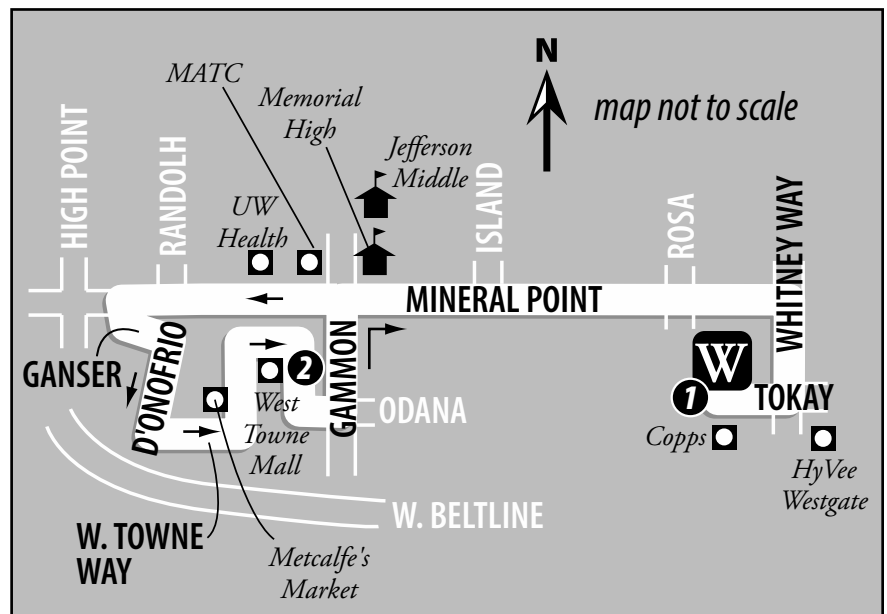 N
map not to scale
MATC
Memorial
High
Jefferson
Middle
UW
Health
HIGH POINT
RANDOLH
ISLAND
ROSA
WHITNEY WAY
MINERAL POINT
GANSER
D'ONOFRIO
GAMMON
2
West
Towne
Mall
ODANA
W
1
TOKAY
Copps
HyVee
Westgate
W. BELTLINE
W. TOWNE
WAY
Metcalfe's
Market